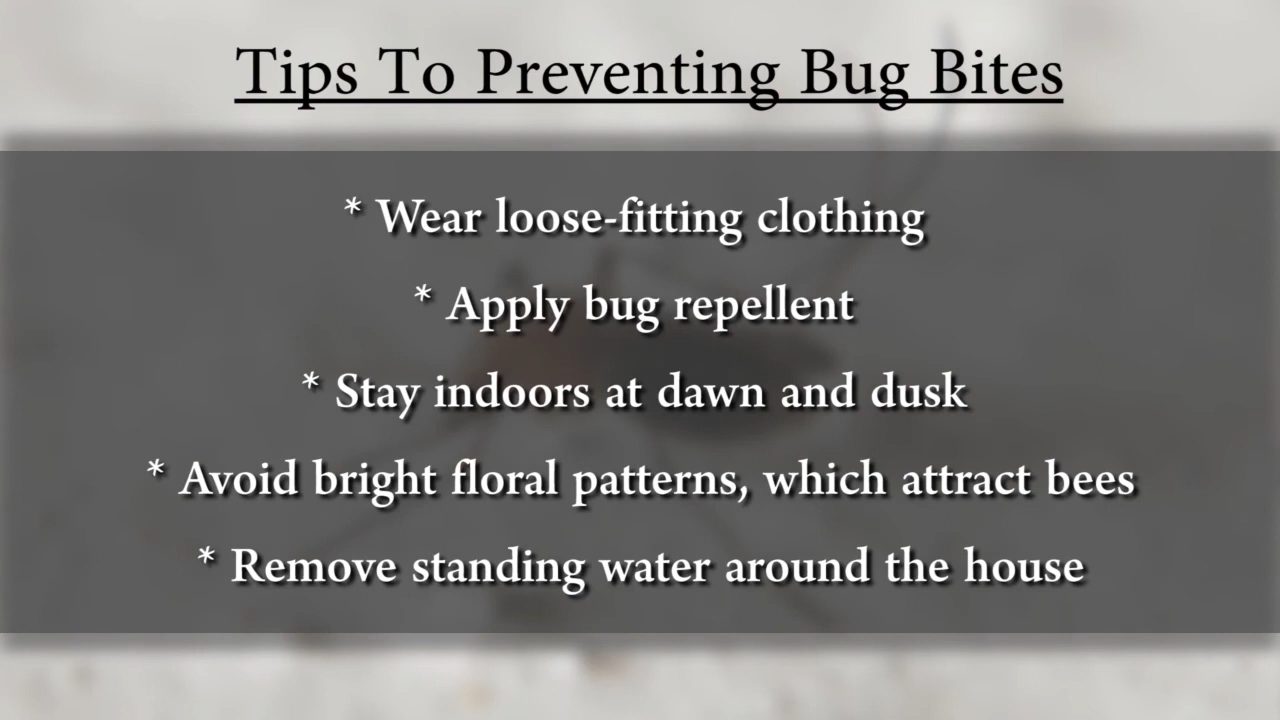 Tips To Preventing Bug Bites
* Wear loose-fitting clothing
* Apply bug repellent
* Stay indoors at dawn and dusk
* Avoid bright floral patterns, which attract bees
* Remove standing water around the house